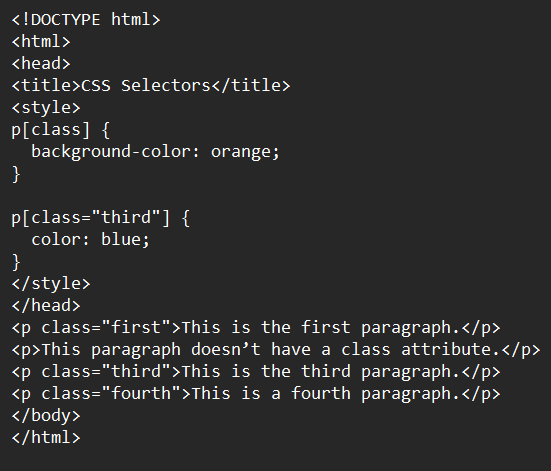 <!DOCTYPE html>
<html>
<head>
<title>CSS Selectors</title>
<style>
p[class] {
  background-color: orange;
}

p[class="third"] {
  color: blue;
}
</style>
</head>
<p class="first">This is the first paragraph.</p>
<p>This paragraph doesn’t have a class attribute.</p>
<p class="third">This is the third paragraph.</p>
<p class="fourth">This is a fourth paragraph.</p>
</body>
</html>